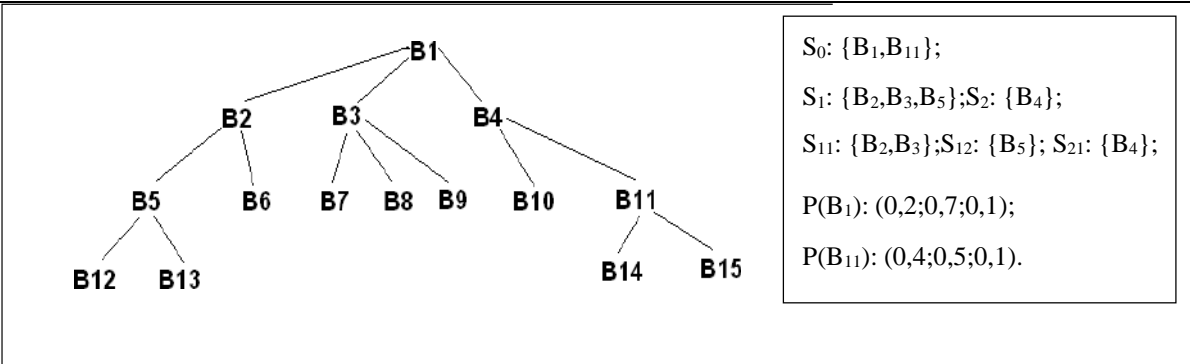 B1
B2 B3 B4
B5 B6 B7 B8 B9 B10 B11
B12 B13 B14 B15
S₀: {B₁,B₁₁};
S₁: {B₂,B₃,B₅};S₂: {B₄};
S₁₁: {B₂,B₃};S₁₂: {B₅}; S₂₁: {B₄};
P(B₁): (0,2;0,7;0,1);
P(B₁₁): (0,4;0,5;0,1).